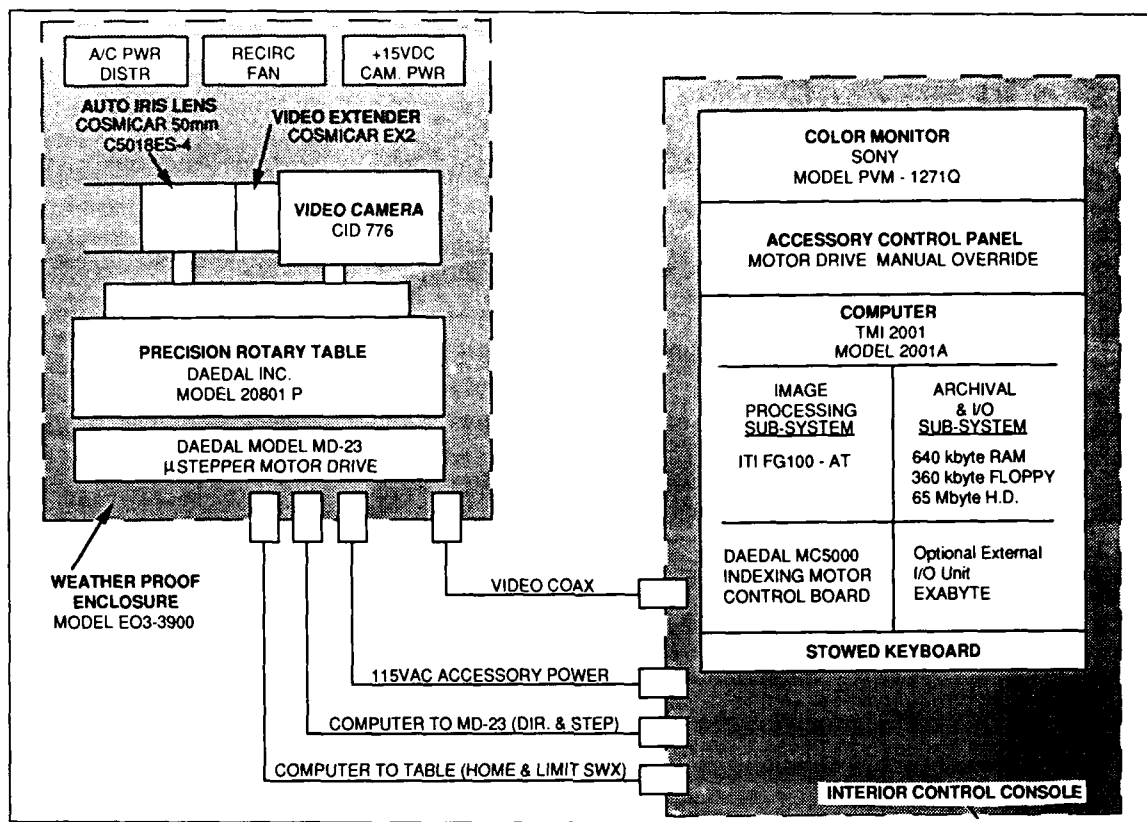 A/C PWR
DISTR
RECIRC
FAN
+15VDC
CAM. PWR
AUTO IRIS LENS
COSMICAR 50mm
C5018ES-4
VIDEO EXTENDER
COSMICAR EX2
VIDEO CAMERA
CID 776
PRECISION ROTARY TABLE
DAEDAL INC.
MODEL 20801 P
DAEDAL MODEL MD-23
µSTEPPER MOTOR DRIVE
WEATHER PROOF
ENCLOSURE
MODEL EO3-3900
VIDEO COAX
115VAC ACCESSORY POWER
COMPUTER TO MD-23 (DIR. & STEP)
COMPUTER TO TABLE (HOME & LIMIT SWX)
COLOR MONITOR
SONY
MODEL PVM - 1271Q
ACCESSORY CONTROL PANEL
MOTOR DRIVE MANUAL OVERRIDE
COMPUTER
TMI 2001
MODEL 2001A
IMAGE
PROCESSING
SUB-SYSTEM
ITI FG100 - AT
ARCHIVAL
& I/O
SUB-SYSTEM
640 kbyte RAM
360 kbyte FLOPPY
65 Mbyte H.D.
DAEDAL MC5000
INDEXING MOTOR
CONTROL BOARD
Optional External
I/O Unit
EXABYTE
STOWED KEYBOARD
INTERIOR CONTROL CONSOLE